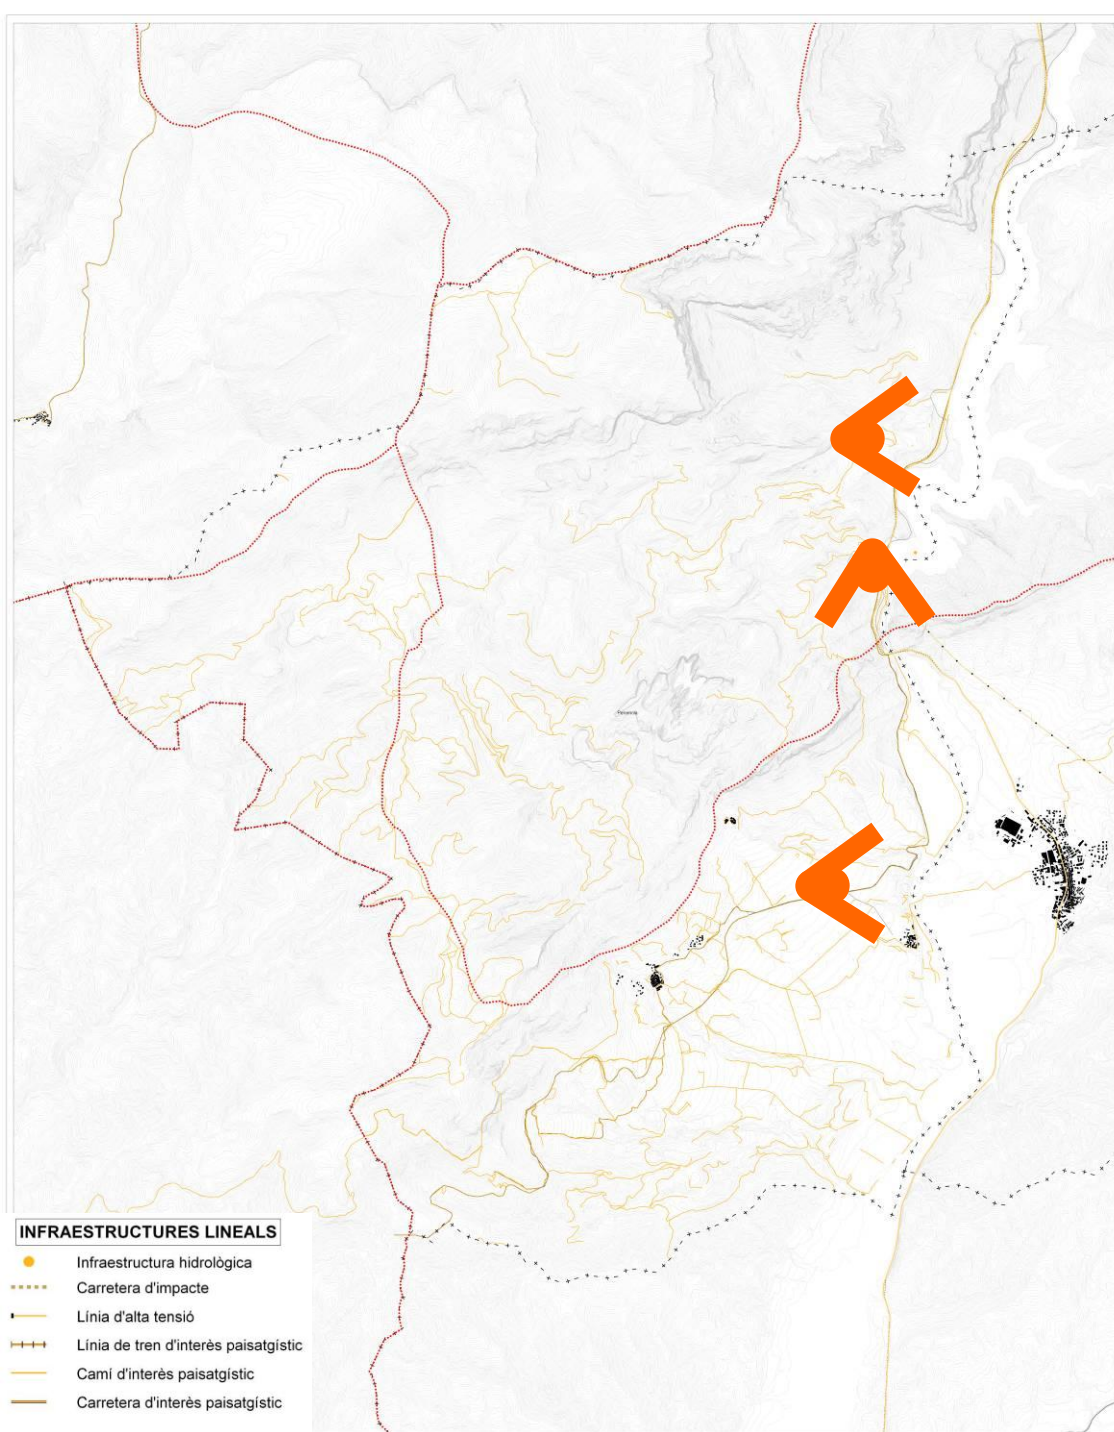 INFRAESTRUCTURES LINEALS
Infraestructura hidrològica
Carretera d'impacte
Línia d'alta tensió
Línia de tren d'interès paisatgístic
Camí d'interès paisatgístic
Carretera d'interès paisatgístic